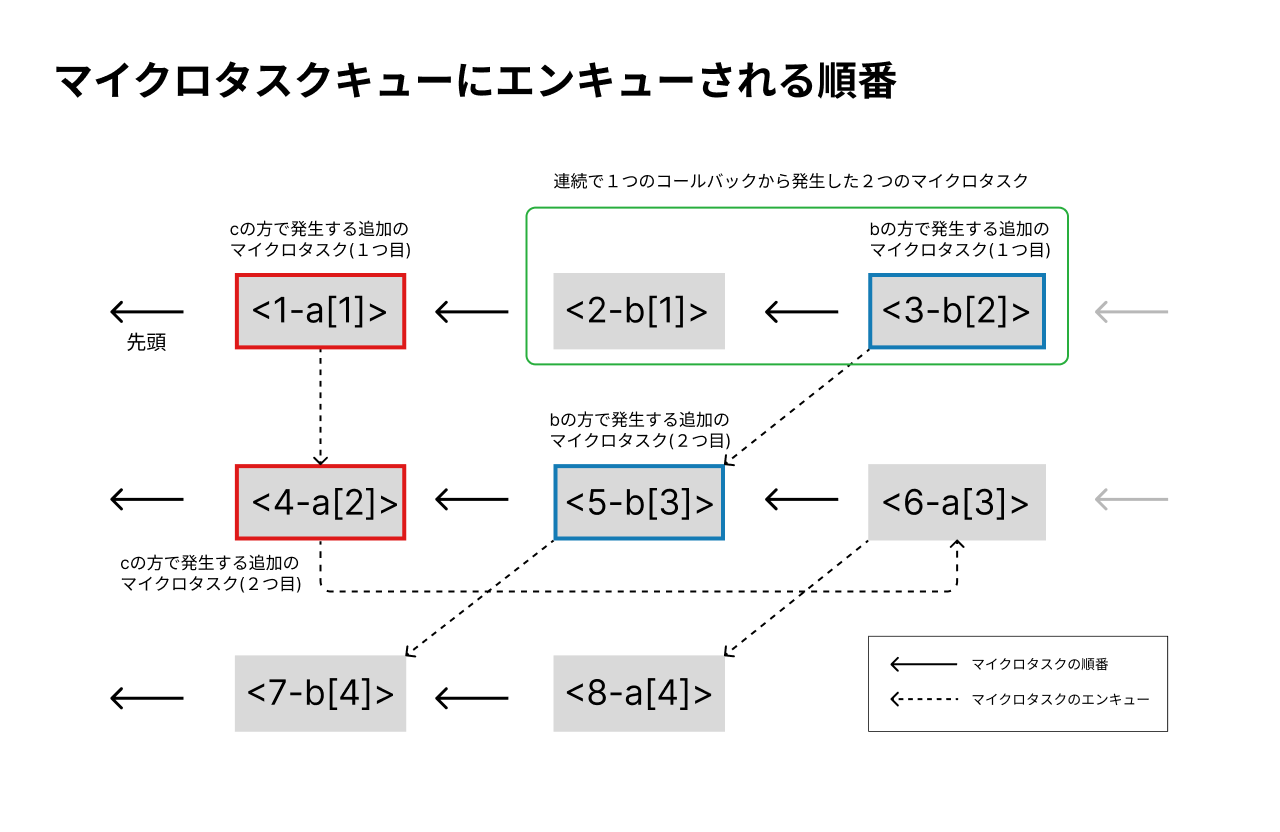 マイクロタスクキューにエンキューされる順番
連続で１つのコールバックから発生した２つのマイクロタスク
cの方で発生する追加の
マイクロタスク(１つ目)
bの方で発生する追加の
マイクロタスク(１つ目)
<1-a[1]>
<2-b[1]>
<3-b[2]>
先頭
bの方で発生する追加の
マイクロタスク(２つ目)
<4-a[2]>
<5-b[3]>
<6-a[3]>
cの方で発生する追加の
マイクロタスク(２つ目)
<7-b[4]>
<8-a[4]>
マイクロタスクの順番
マイクロタスクのエンキュー